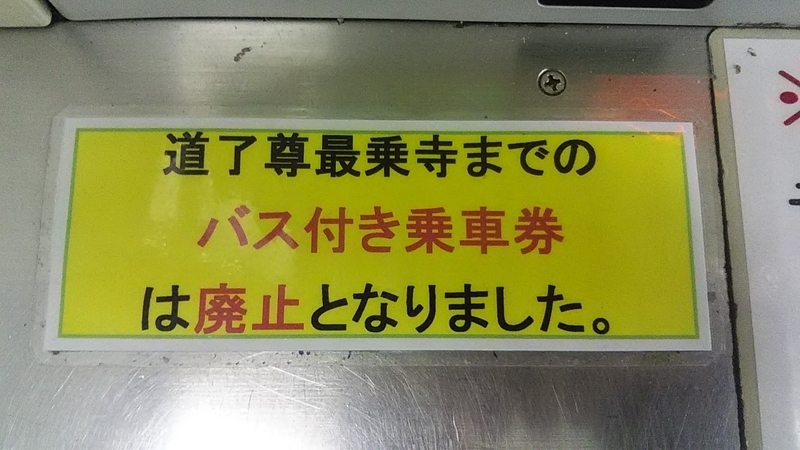 道了尊最乗寺までの
バス付き乗車券
は廃止となりました。
※